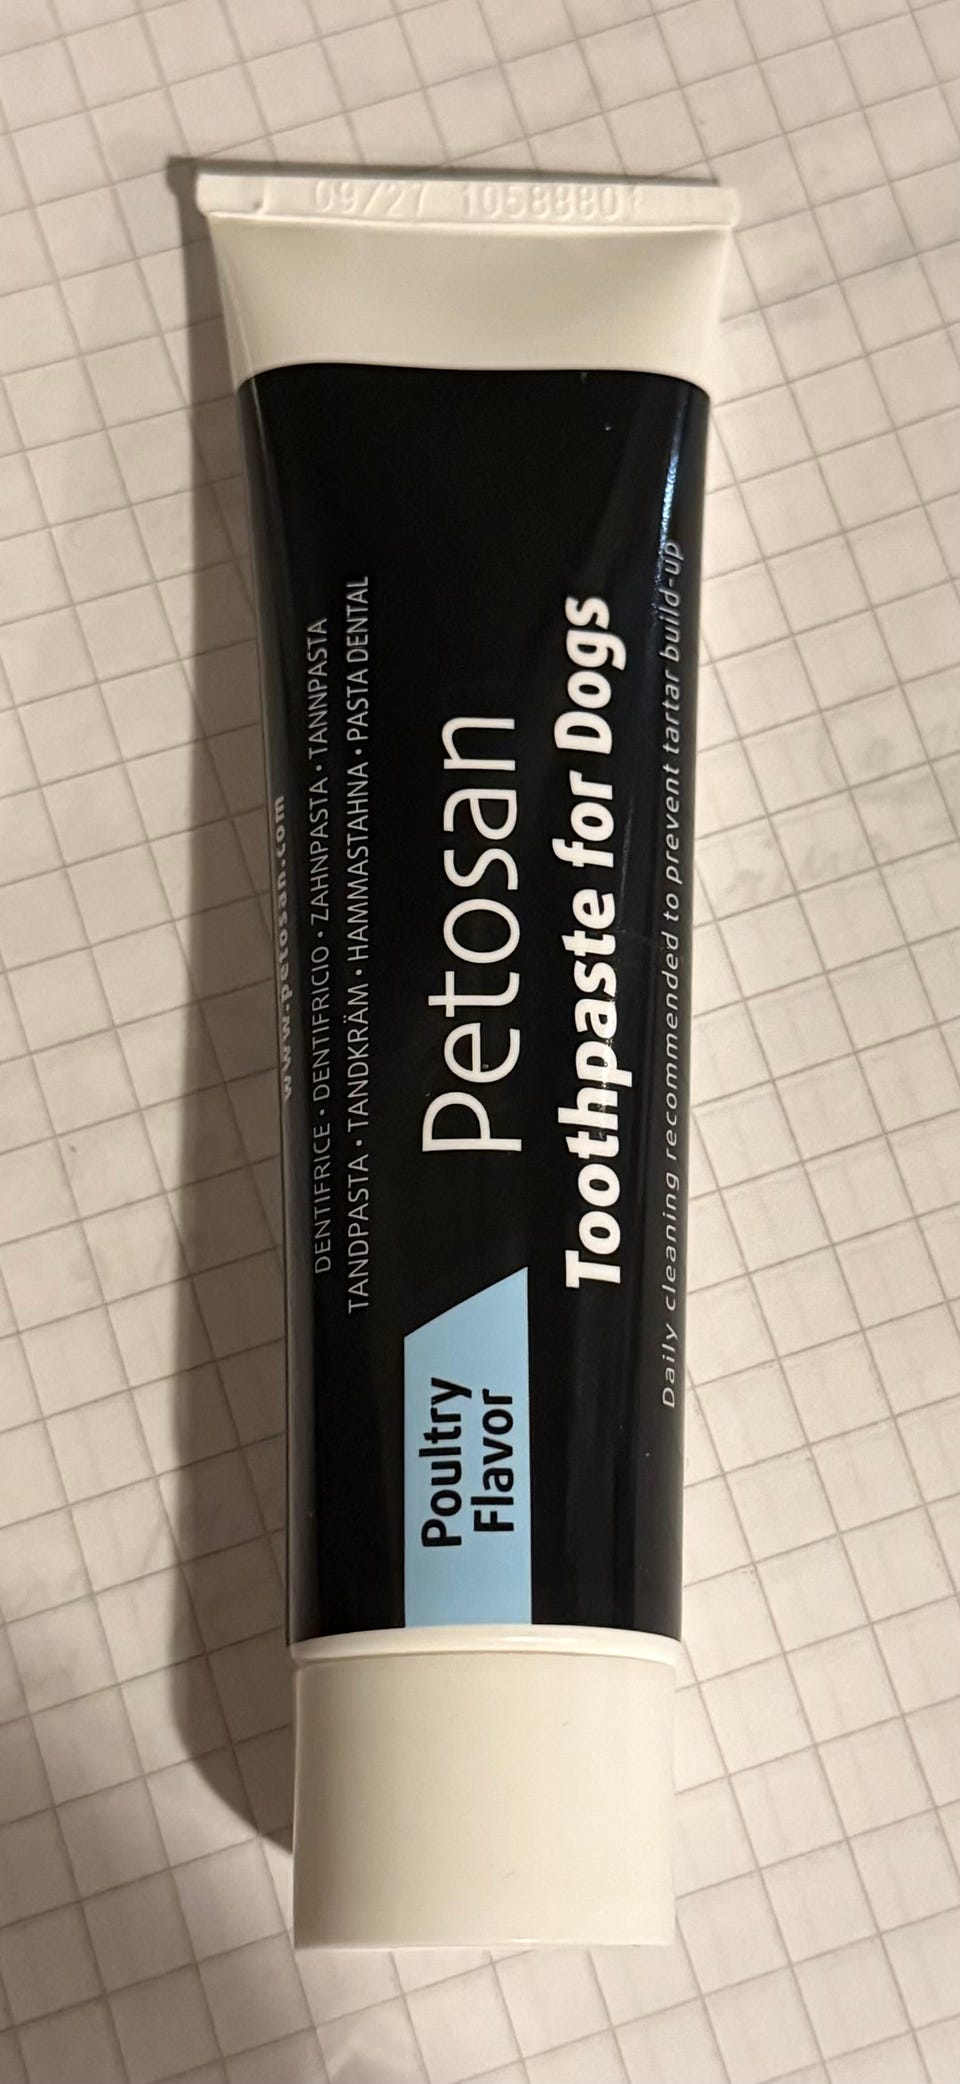 09/27 10588801
www.petosan.com
DENTIFRICE • DENTIFRICIO • ZAHNPASTA • TANNPASTA
TANDPASTA • TANDKRÄM • HAMMASTAHNA • PASTA DENTAL
Petosan
Toothpaste for Dogs
Daily cleaning recommended to prevent tartar build-up
Poultry
Flavor